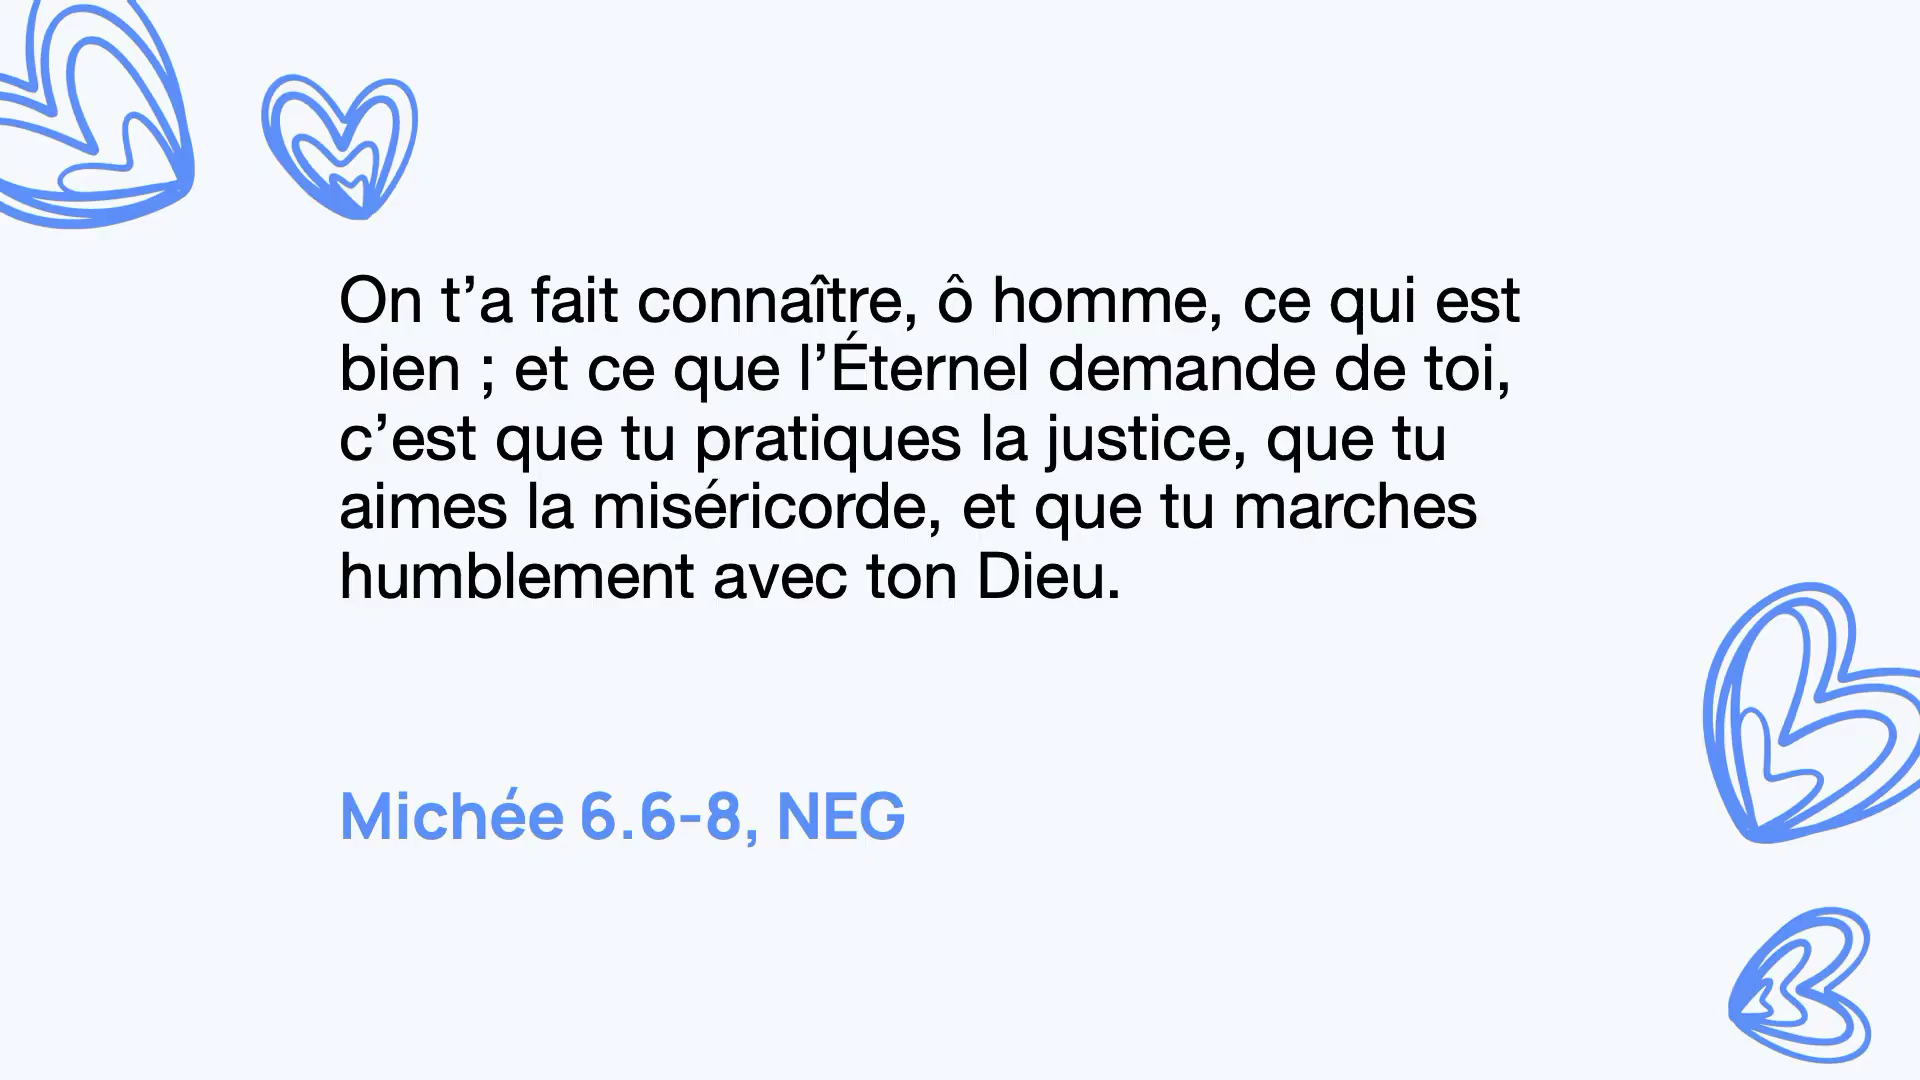 On t’a fait connaître, ô homme, ce qui est
bien ; et ce que l’Éternel demande de toi,
c’est que tu pratiques la justice, que tu
aimes la miséricorde, et que tu marches
humblement avec ton Dieu.
Michée 6.6-8, NEG